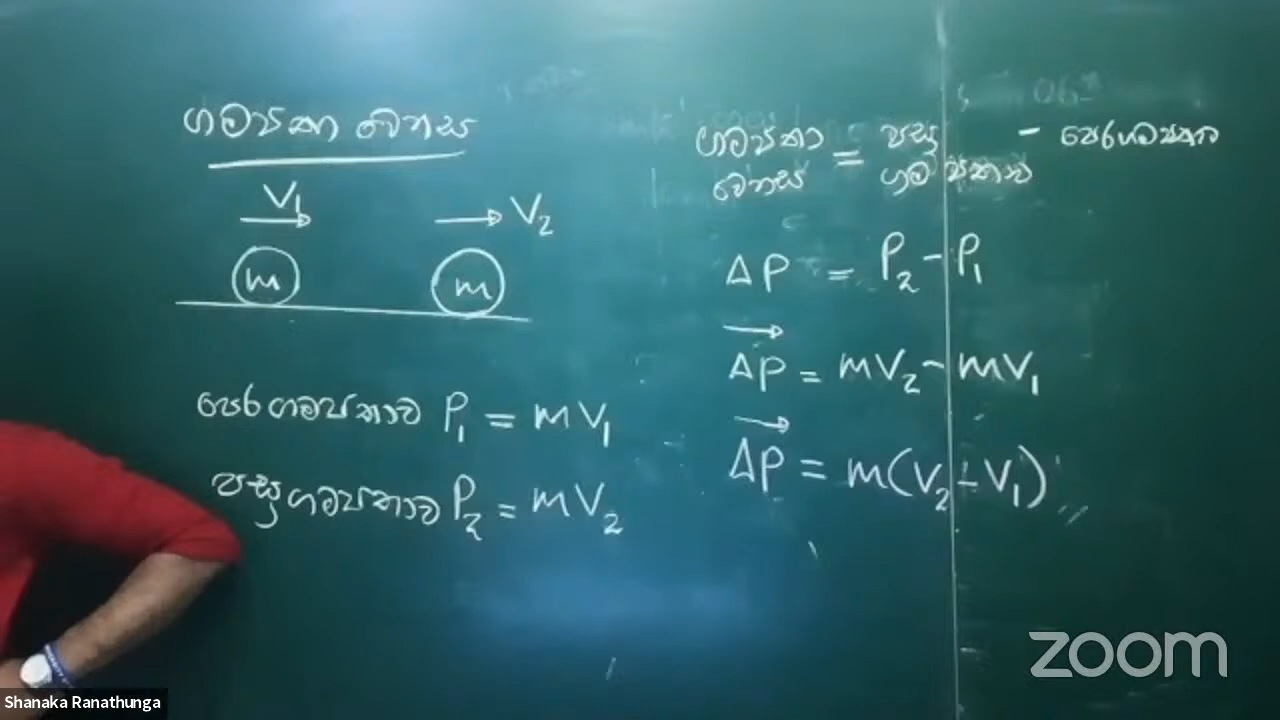 ගම්‍යතා වෙනස
V₁
V₂
m
m
පෙර ගම්‍යතාව P₁ = mV₁
පසු ගම්‍යතාව P₂ = mV₂
ගම්‍යතා වෙනස = පසු ගම්‍යතාව - පෙර ගම්‍යතාව
ΔP = P₂ - P₁
→
ΔP = mV₂ - mV₁
→
ΔP = m(V₂ - V₁)
zoom
Shanaka Ranathunga